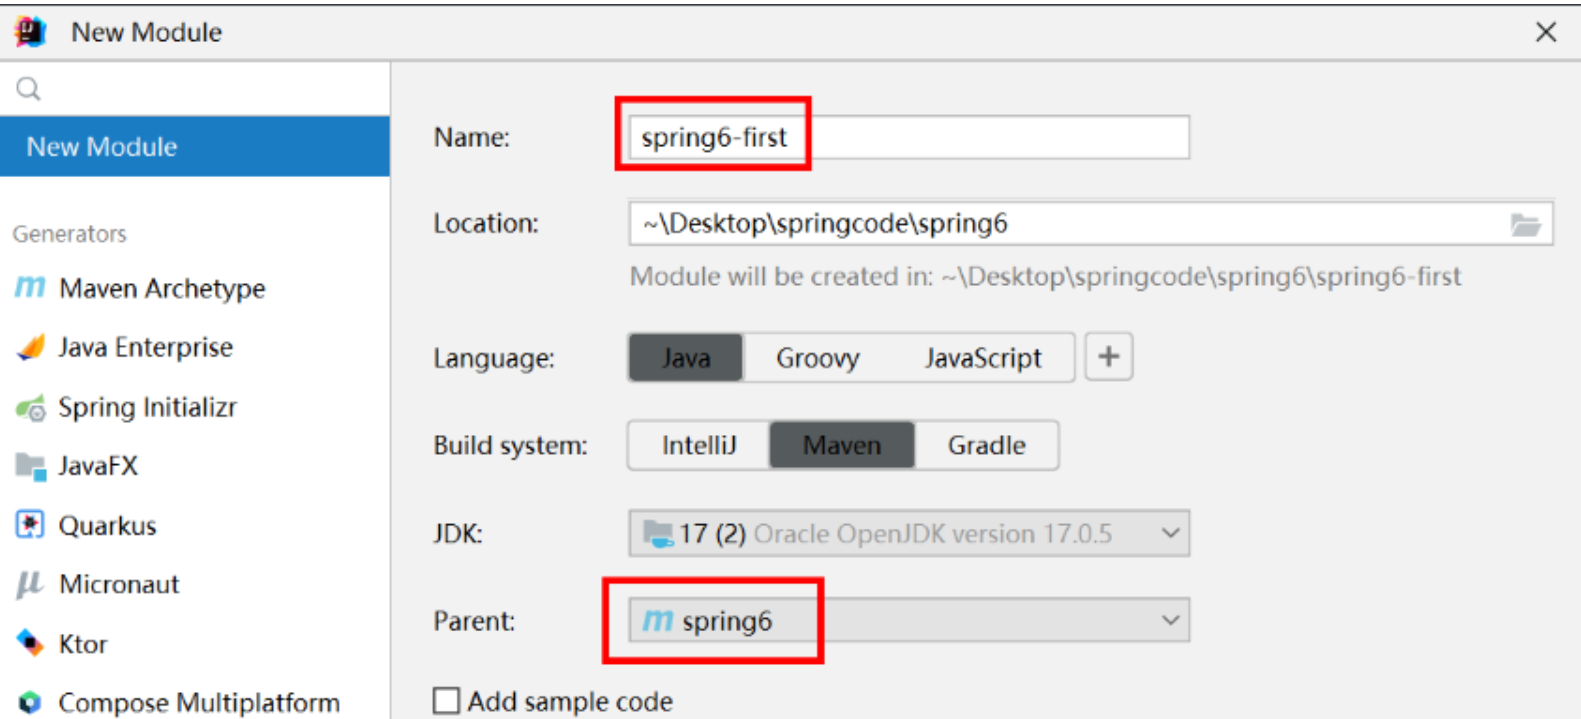 New Module
New Module
Generators
Maven Archetype
Java Enterprise
Spring Initializr
JavaFX
Quarkus
Micronaut
Ktor
Compose Multiplatform
Name: spring6-first
Location: ~\Desktop\springcode\spring6
Module will be created in: ~\Desktop\springcode\spring6\spring6-first
Language: Java Groovy JavaScript +
Build system: IntelliJ Maven Gradle
JDK: 17 (2) Oracle OpenJDK version 17.0.5
Parent: m spring6
Add sample code